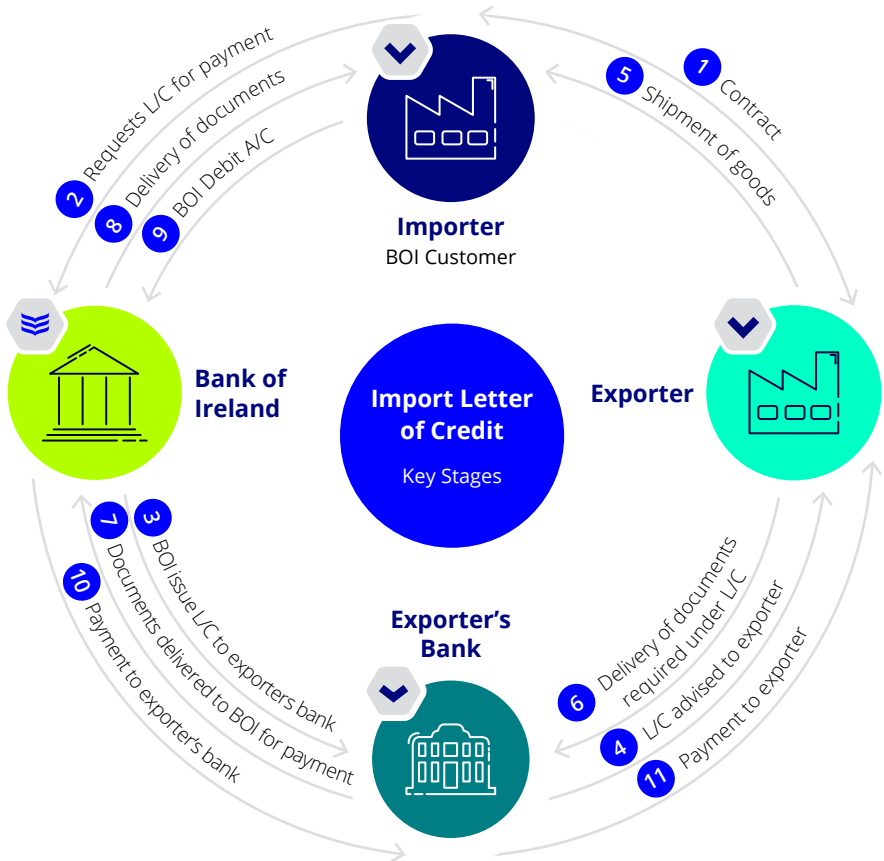 2 Requests L/C for payment
8 Delivery of documents
9 BOI Debit A/C
1 Contract
5 Shipment of goods
Importer
BOI Customer
Bank of
Ireland
Import Letter
of Credit
Key Stages
Exporter
3 BOI issue L/C to exporters bank
7 Documents delivered to BOI for payment
10 Payment to exporter's bank
Exporter’s
Bank
6 Delivery of documents
required under L/C
4 L/C advised to exporter
11 Payment to exporter